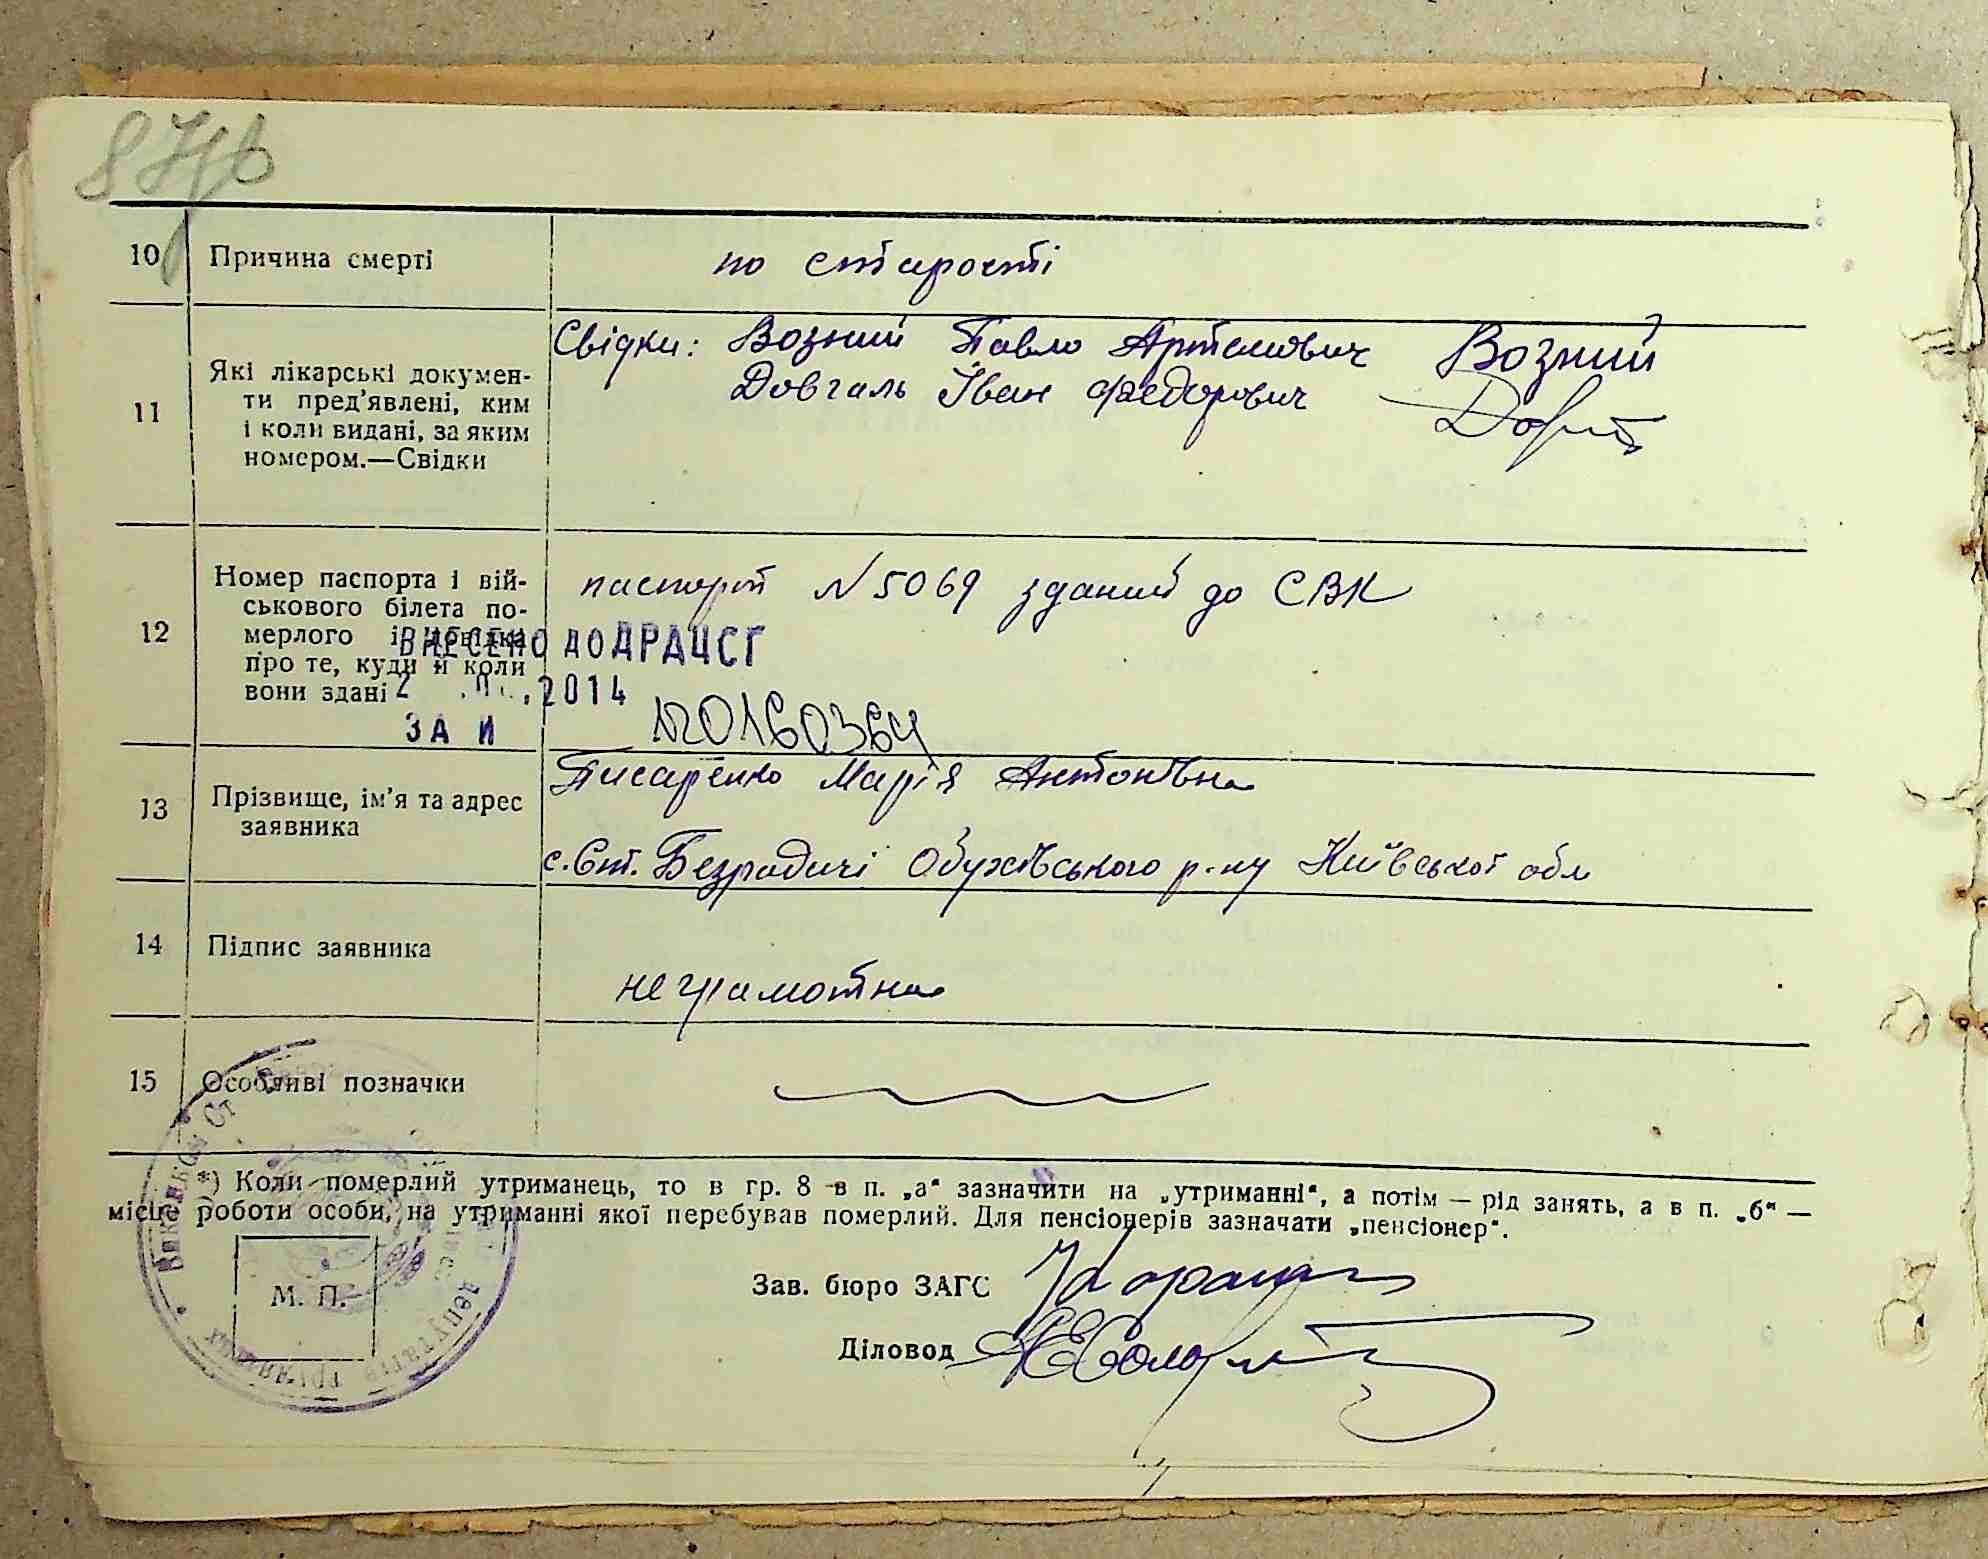 10 Причина смерті по старості
11 Які лікарські докумен-
ти пред'явлені, ким
і коли видані, за яким
номером.—Свідки
Свідки: Возний Павло Артемович Возний
Довгаль Іван Федорович
12 Номер паспорта і вій-
ськового білета по-
мерлого і
про те, куди й коли
вони здані
паспорт N 5069 зданий до СВК
ВНЕСЕНО ДО ДРАЦСГ
2014
ЗА И №0160364
13 Прізвище, ім'я та адрес
заявника
Писаренко Марія Антонівна
с. Ст. Безрадичі Обухівського р-ну Київської обл
14 Підпис заявника неграмотна
15 Особливі позначки
*) Коли померлий утриманець, то в гр. 8 в п. „а“ зазначити на „утриманні“, а потім — рід занять, а в п. „б“ —
місце роботи особи, на утриманні якої перебував померлий. Для пенсіонерів зазначати „пенсіонер“.
М. П.
Зав. бюро ЗАГС
Діловод
депутатів трудящих